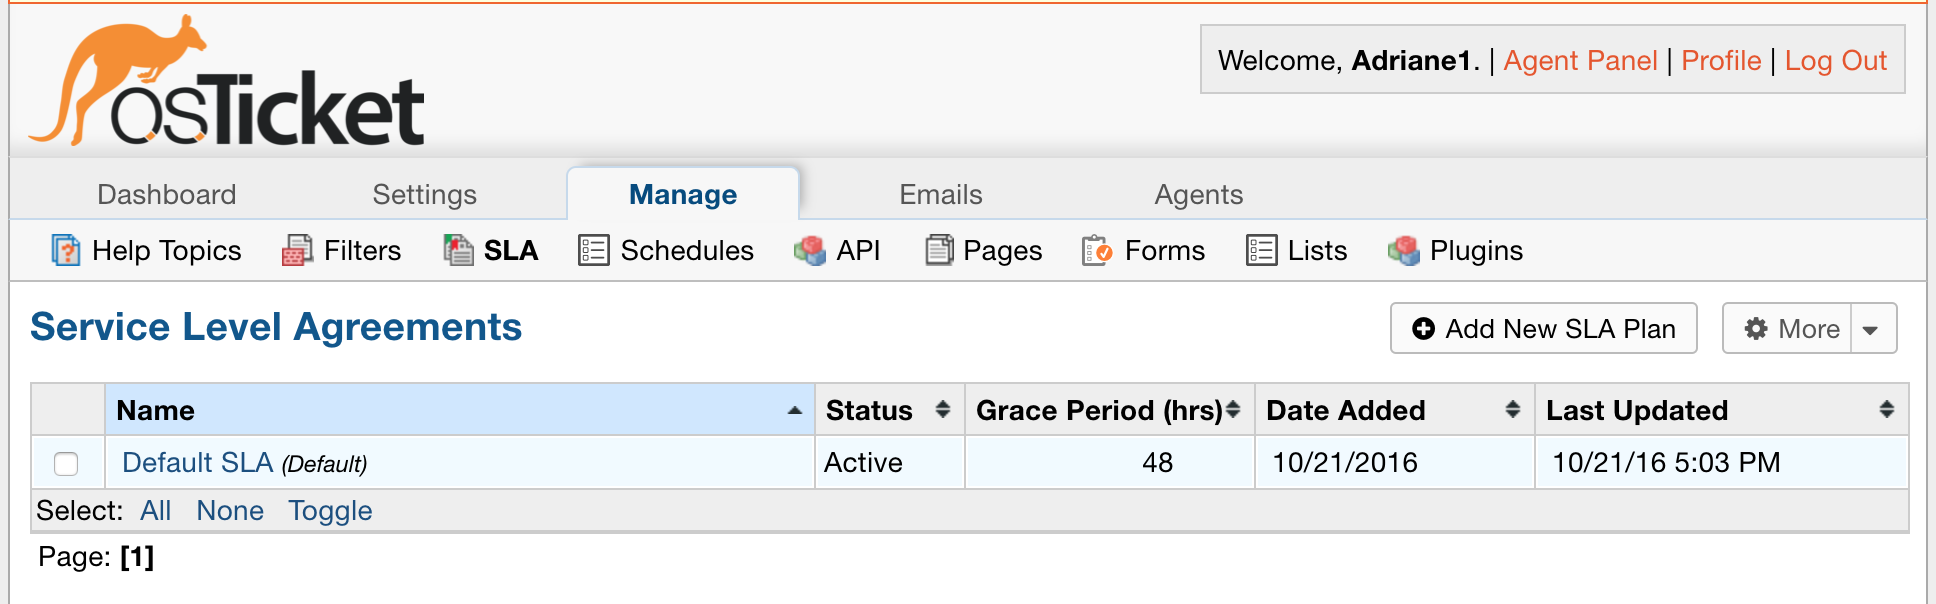 osTicket
Welcome, Adriane1. | Agent Panel | Profile | Log Out
Dashboard Settings Manage Emails Agents
Help Topics Filters SLA Schedules API Pages Forms Lists Plugins
Service Level Agreements
Add New SLA Plan More
Name Status Grace Period (hrs) Date Added Last Updated
Default SLA (Default) Active 48 10/21/2016 10/21/16 5:03 PM
Select: All None Toggle
Page: [1]